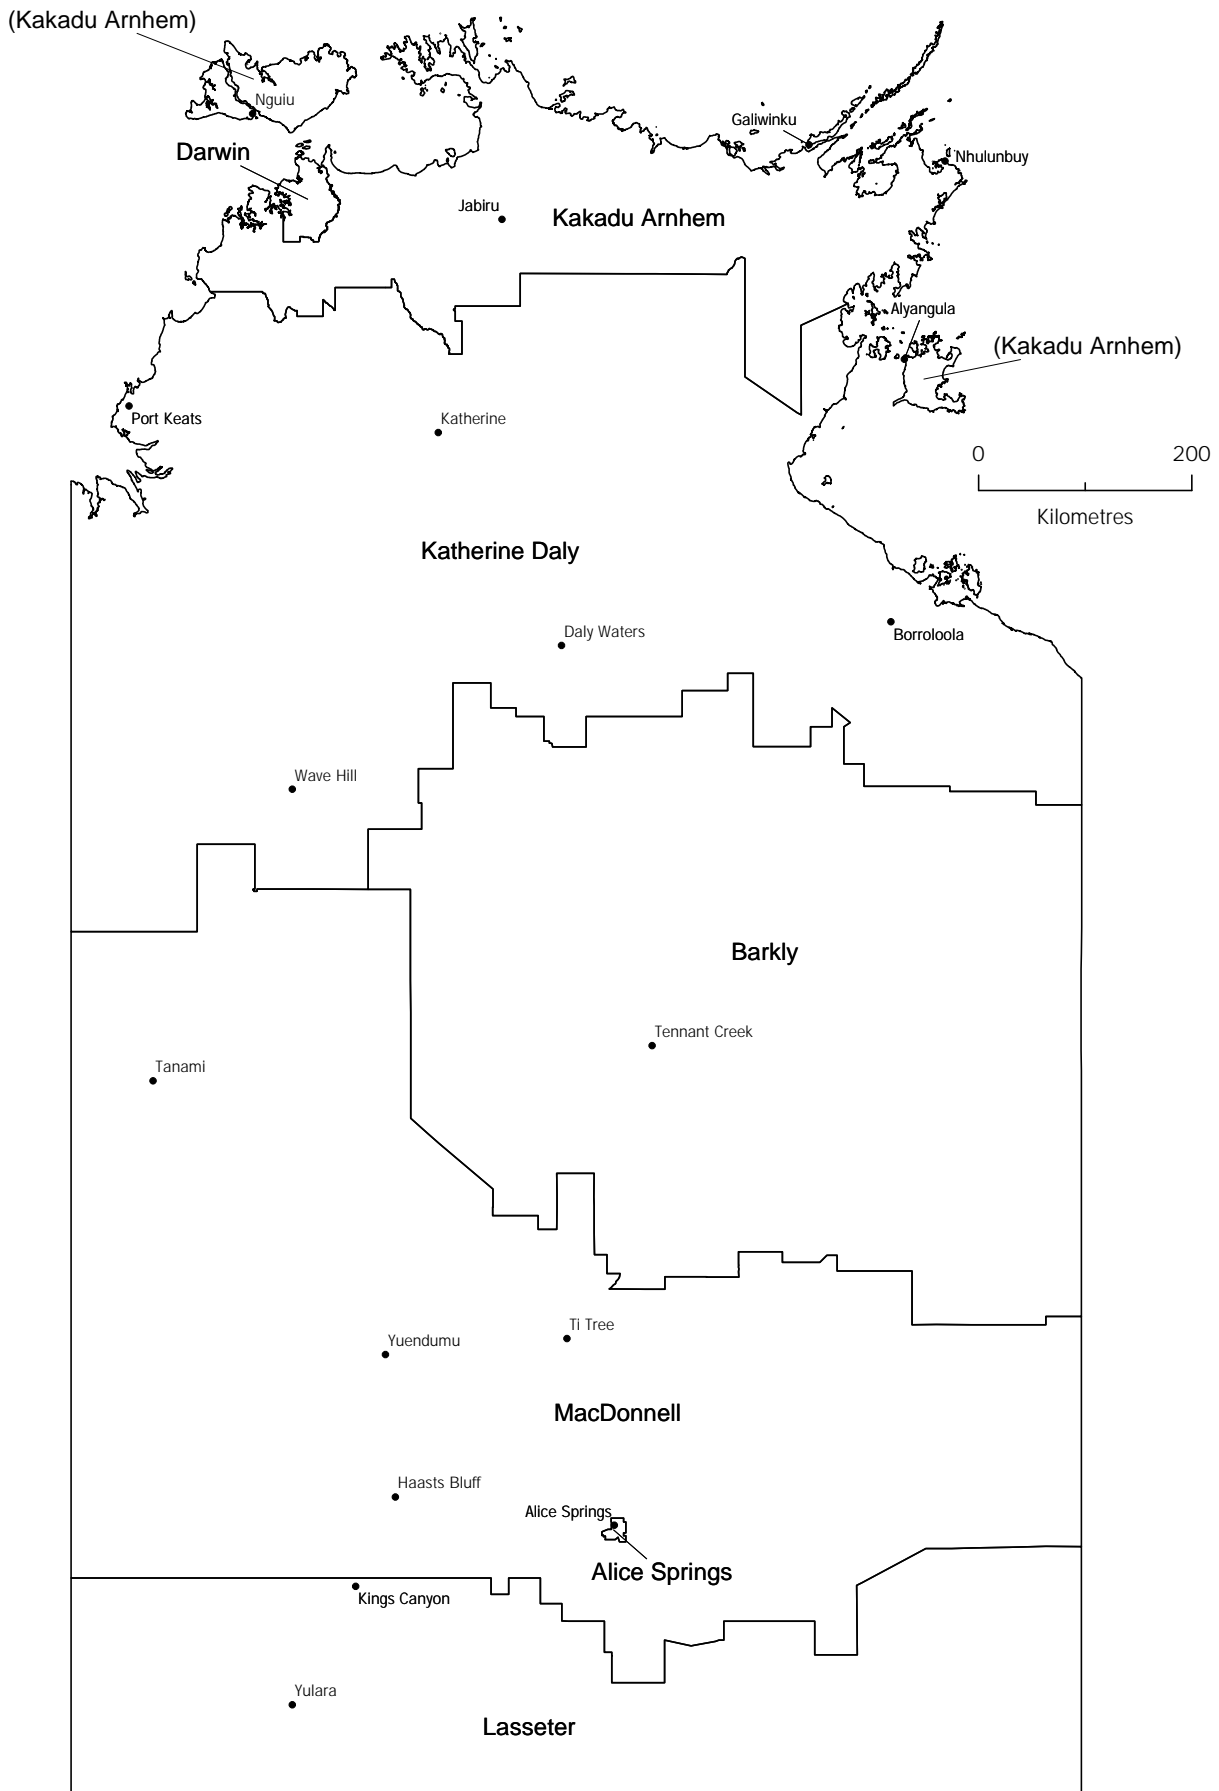 (Kakadu Arnhem)
Nguiu
Galiwinku
Darwin
Nhulunbuy
Jabiru
Kakadu Arnhem
Alyangula
(Kakadu Arnhem)
Port Keats
Katherine
0 200
Kilometres
Katherine Daly
Daly Waters
Borroloola
Wave Hill
Barkly
Tennant Creek
Tanami
Ti Tree
Yuendumu
MacDonnell
Haasts Bluff
Alice Springs
Alice Springs
Kings Canyon
Yulara
Lasseter